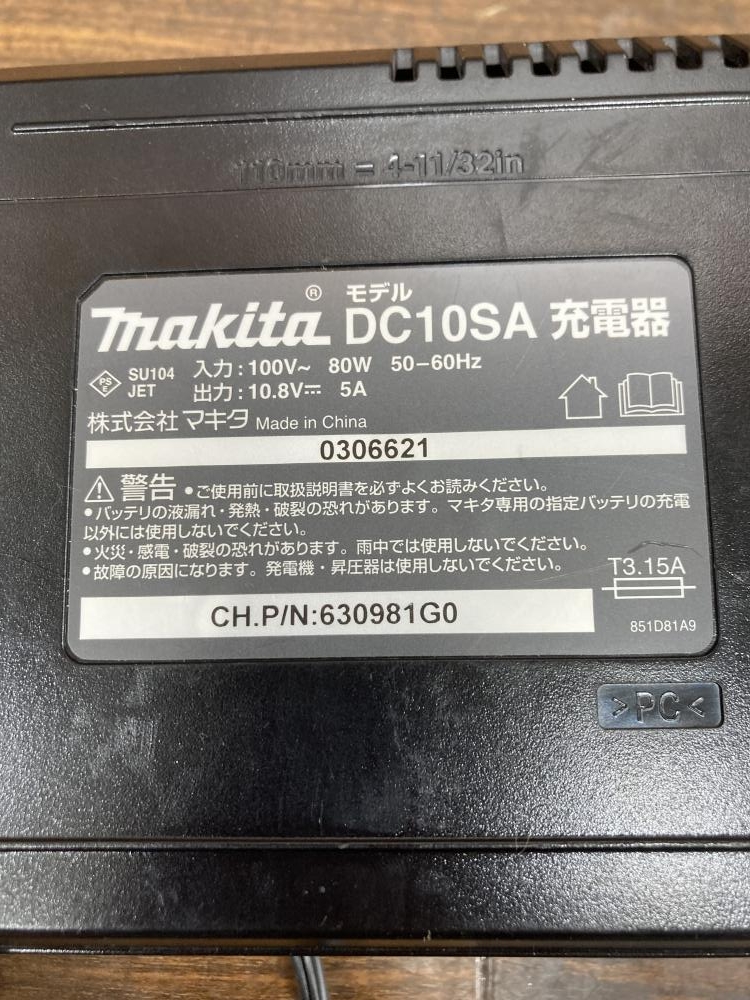 110mm = 4-11/32in
makita® モデル DC10SA 充電器
PSE SU104 JET
入力:100V~ 80W 50-60Hz
出力:10.8V⎓ 5A
株式会社マキタ Made in China
0306621
⚠警告 •ご使用前に取扱説明書を必ずよくお読みください。
•バッテリの液漏れ・発熱・破裂の恐れがあります。マキタ専用の指定バッテリの充電
以外には使用しないでください。
•火災・感電・破裂の恐れがあります。雨中では使用しないでください。
•故障の原因になります。発電機・昇圧器は使用しないでください。
T3.15A
CH.P/N:630981G0
851D81A9
>PC<